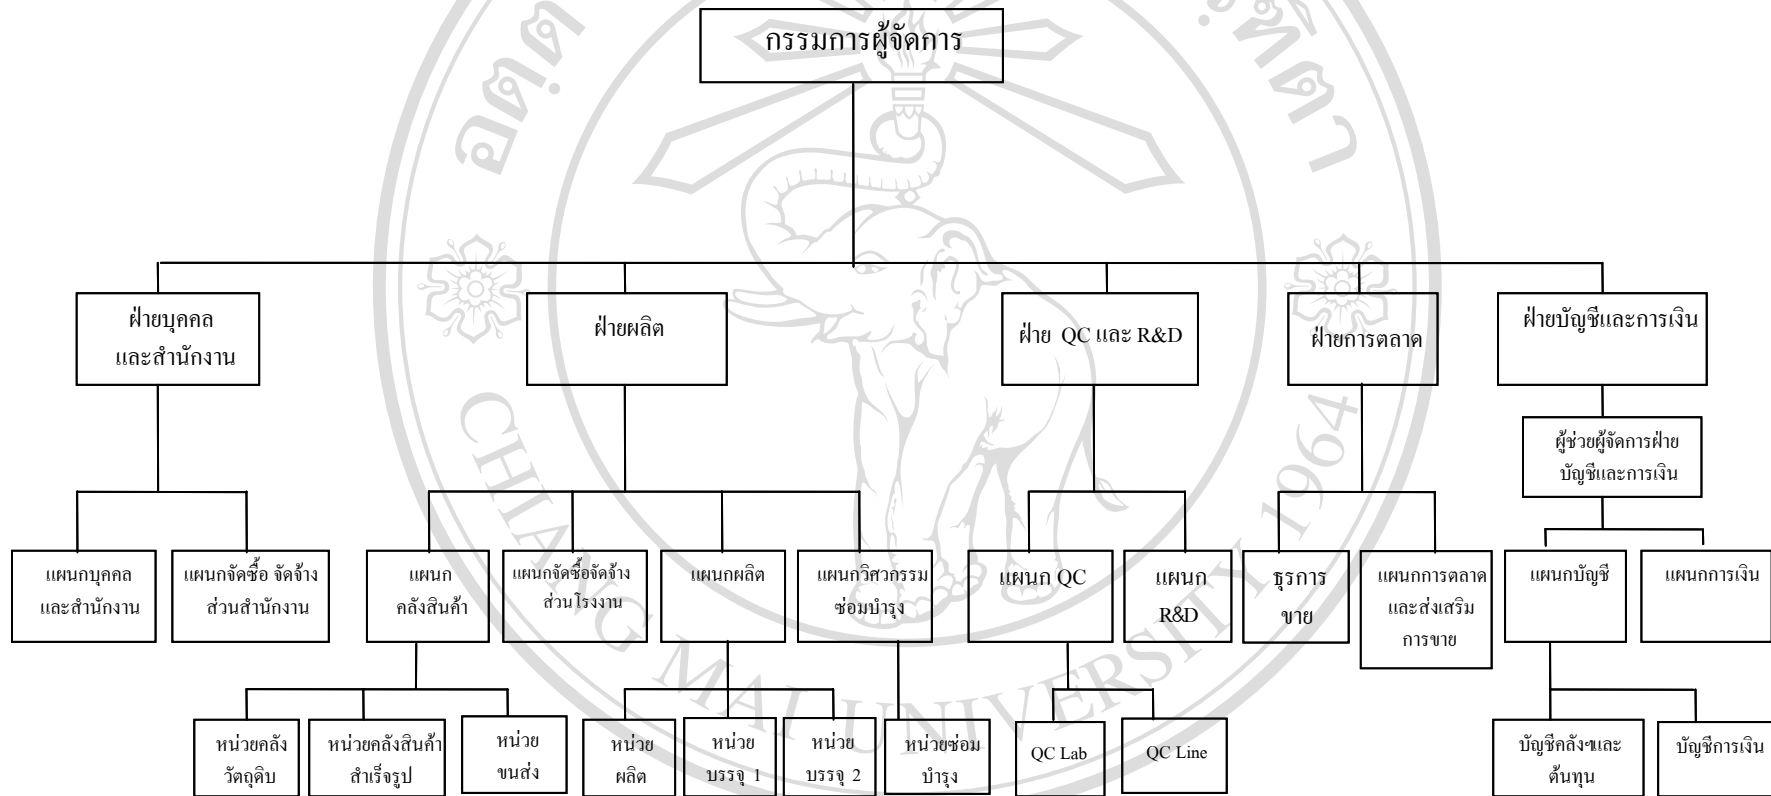 กรรมการผู้จัดการ
ฝ่ายบุคคล
และสำนักงาน
ฝ่ายผลิต
ฝ่าย QC และ R&D
ฝ่ายการตลาด
ฝ่ายบัญชีและการเงิน
ผู้ช่วยผู้จัดการฝ่าย
บัญชีและการเงิน
แผนกบุคคล
และสำนักงาน
แผนกจัดซื้อ จัดจ้าง
ส่วนสำนักงาน
แผนก
คลังสินค้า
แผนกจัดซื้อจัดจ้าง
ส่วนโรงงาน
แผนกผลิต
แผนกวิศวกรรม
ซ่อมบำรุง
แผนก QC
แผนก
R&D
ธุรการ
ขาย
แผนกการตลาด
และส่งเสริม
การขาย
แผนกบัญชี
แผนกการเงิน
หน่วยคลัง
วัตถุดิบ
หน่วยคลังสินค้า
สำเร็จรูป
หน่วย
ขนส่ง
หน่วย
ผลิต
หน่วย
บรรจุ 1
หน่วย
บรรจุ 2
หน่วยซ่อม
บำรุง
QC Lab
QC Line
บัญชีคลังฯและ
ต้นทุน
บัญชีการเงิน
CHIANG MAI UNIVERSITY 1964